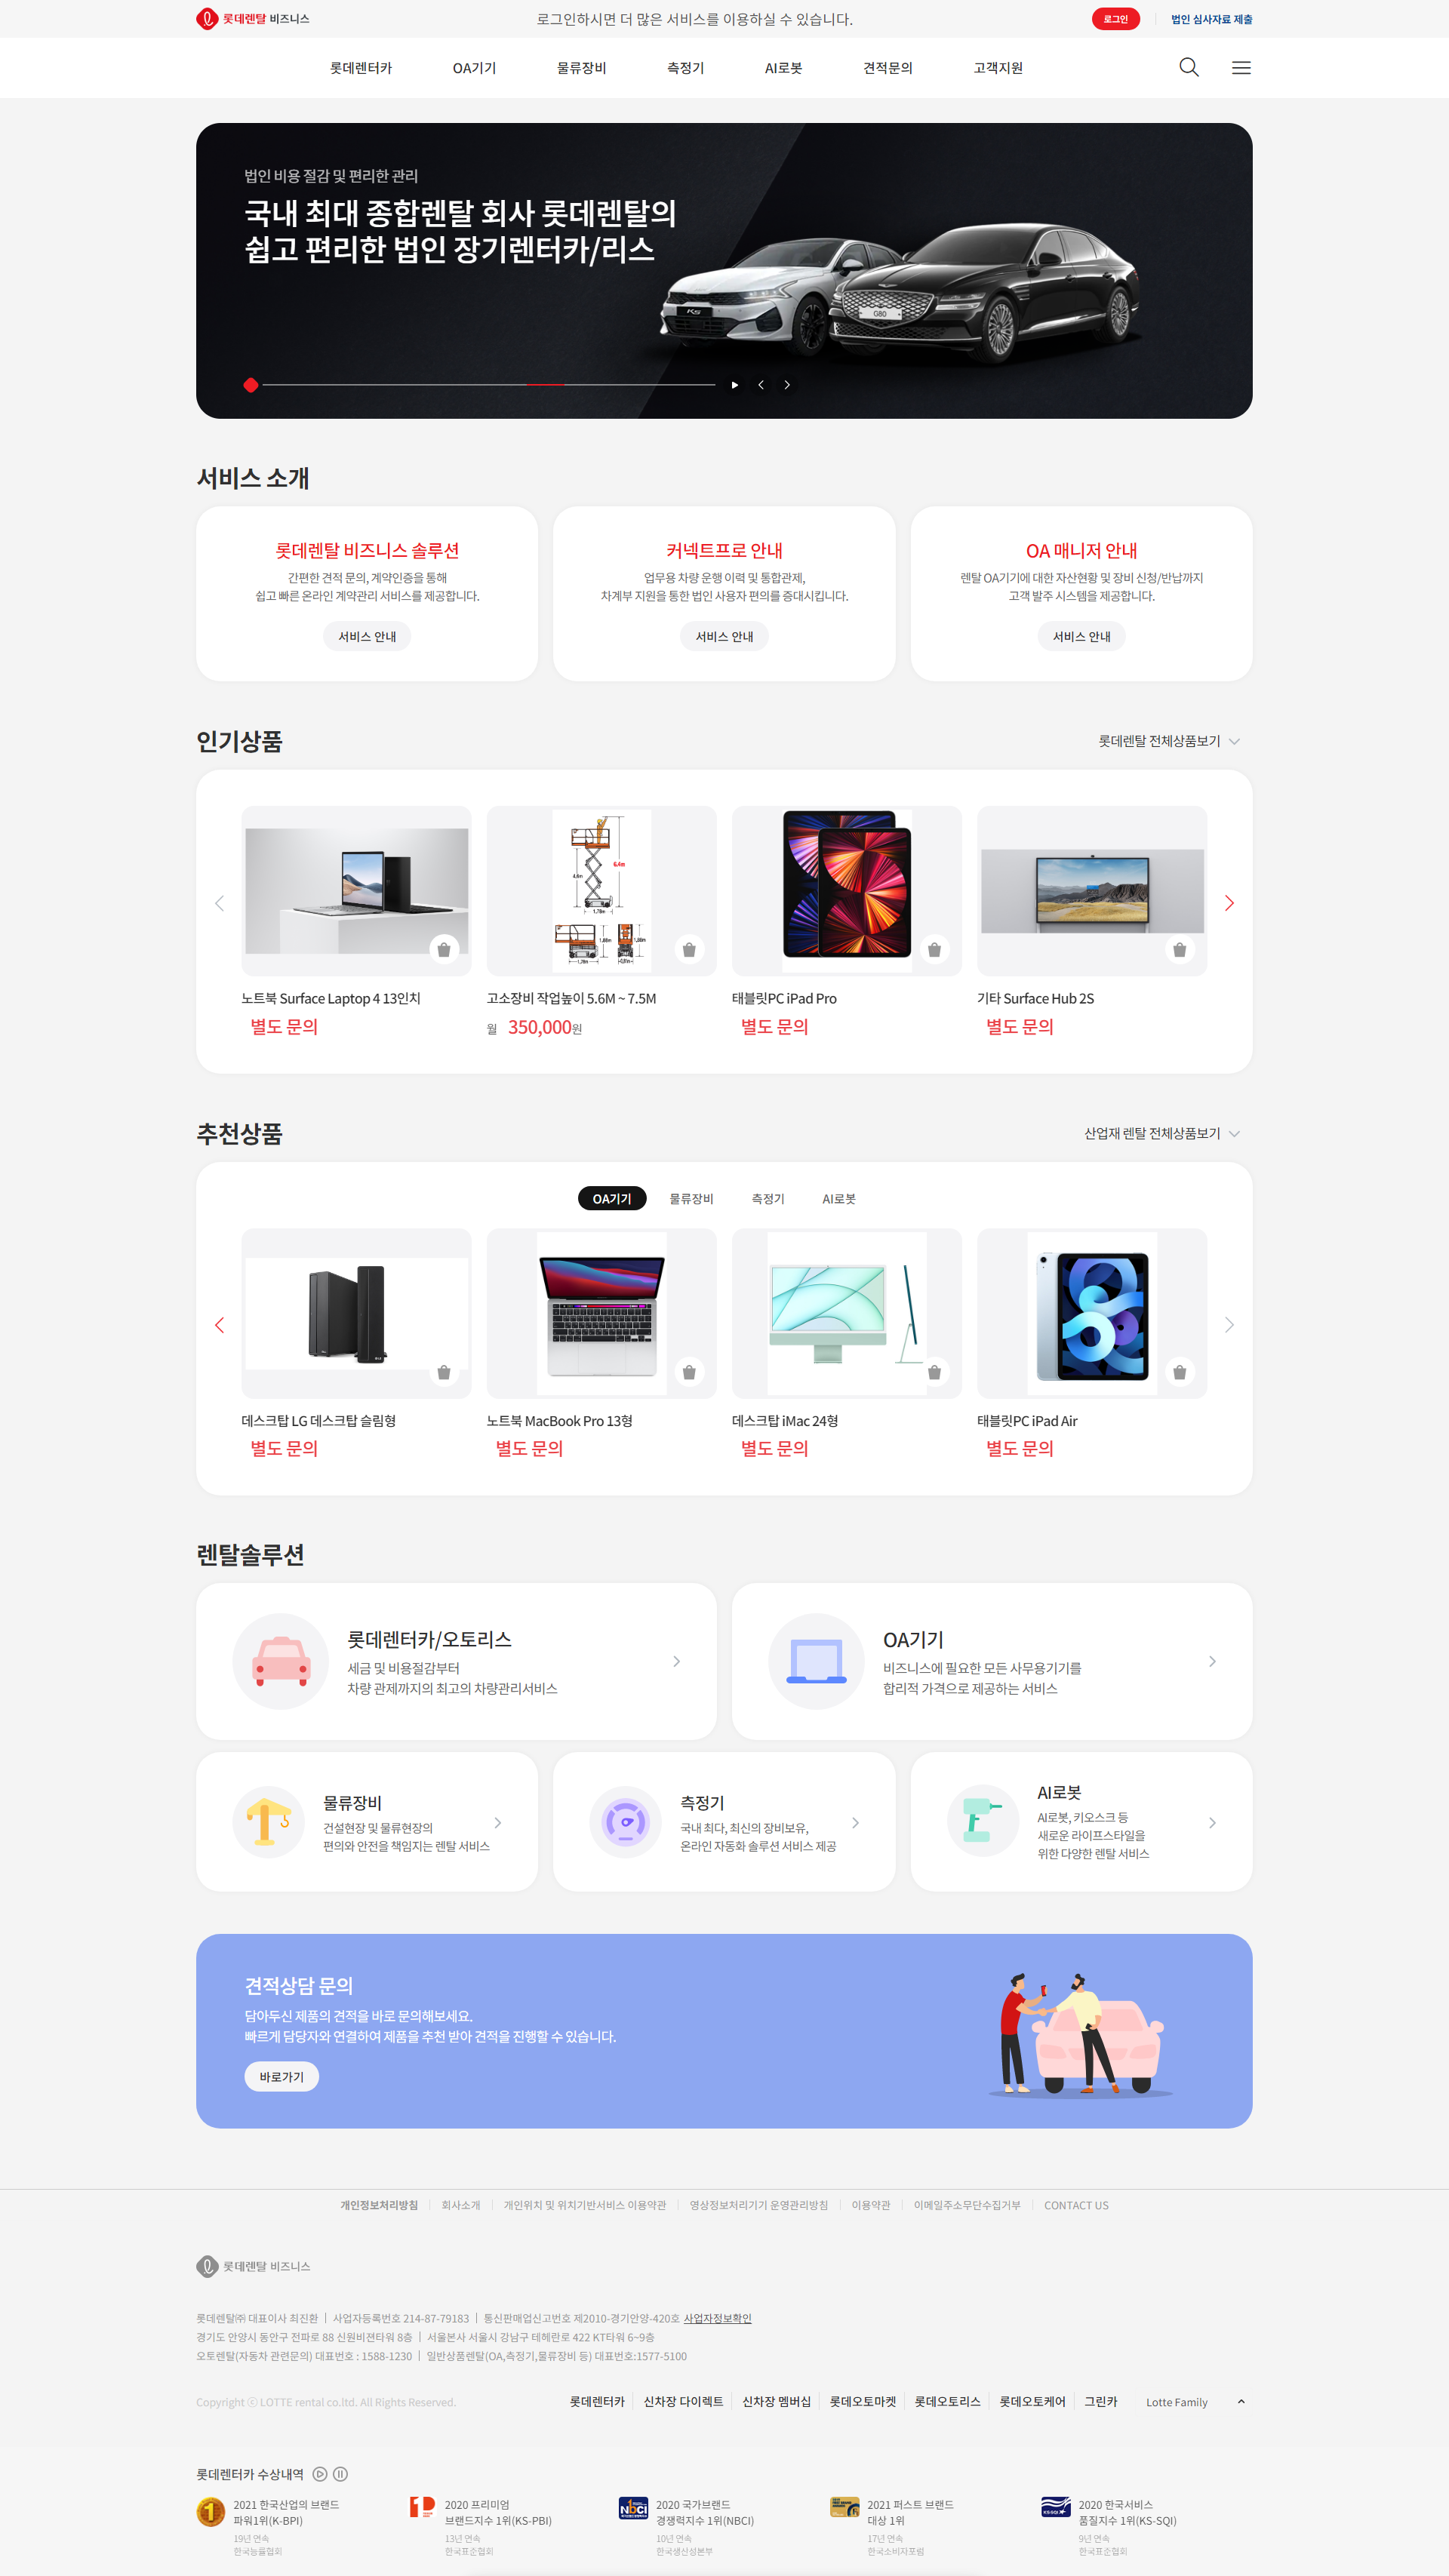 롯데렌탈 비즈니스
로그인하시면 더 많은 서비스를 이용하실 수 있습니다.
로그인
법인 심사자료 제출
롯데렌터카
OA기기
물류장비
측정기
AI로봇
견적문의
고객지원
법인 비용 절감 및 편리한 관리
국내 최대 종합렌탈 회사 롯데렌탈의
쉽고 편리한 법인 장기렌터카/리스
K5
G80
서비스 소개
롯데렌탈 비즈니스 솔루션
간편한 견적 문의, 계약인증을 통해
쉽고 빠른 온라인 계약관리 서비스를 제공합니다.
서비스 안내
커넥트프로 안내
업무용 차량 운행 이력 및 통합관제,
차계부 지원을 통한 법인 사용자 편의를 증대시킵니다.
서비스 안내
OA 매니저 안내
렌탈 OA기기에 대한 자산현황 및 장비 신청/반납까지
고객 발주 시스템을 제공합니다.
서비스 안내
인기상품
롯데렌탈 전체상품보기
6.4m
4.6m
1.78m
1.88m
1.88m
노트북 Surface Laptop 4 13인치
별도 문의
고소장비 작업높이 5.6M ~ 7.5M
월 350,000원
태블릿PC iPad Pro
별도 문의
기타 Surface Hub 2S
별도 문의
추천상품
산업재 렌탈 전체상품보기
OA기기
물류장비
측정기
AI로봇
데스크탑 LG 데스크탑 슬림형
별도 문의
노트북 MacBook Pro 13형
별도 문의
데스크탑 iMac 24형
별도 문의
태블릿PC iPad Air
별도 문의
렌탈솔루션
롯데렌터카/오토리스
세금 및 비용절감부터
차량 관제까지의 최고의 차량관리서비스
OA기기
비즈니스에 필요한 모든 사무용기기를
합리적 가격으로 제공하는 서비스
물류장비
건설현장 및 물류현장의
편의와 안전을 책임지는 렌탈 서비스
측정기
국내 최다, 최신의 장비보유,
온라인 자동화 솔루션 서비스 제공
AI로봇
AI로봇, 키오스크 등
새로운 라이프스타일을
위한 다양한 렌탈 서비스
견적상담 문의
담아두신 제품의 견적을 바로 문의해보세요.
빠르게 담당자와 연결하여 제품을 추천 받아 견적을 진행할 수 있습니다.
바로가기
개인정보처리방침
회사소개
개인위치 및 위치기반서비스 이용약관
영상정보처리기기 운영관리방침
이용약관
이메일주소무단수집거부
CONTACT US
롯데렌탈 비즈니스
롯데렌탈㈜ 대표이사 최진환 | 사업자등록번호 214-87-79183 | 통신판매업신고번호 제2010-경기안양-420호 사업자정보확인
경기도 안양시 동안구 전파로 88 신원비젼타워 8층 | 서울본사 서울시 강남구 테헤란로 422 KT타워 6~9층
오토렌탈(자동차 관련문의) 대표번호 : 1588-1230 | 일반상품렌탈(OA,측정기,물류장비 등) 대표번호:1577-5100
Copyright ⓒ LOTTE rental co.ltd. All Rights Reserved.
롯데렌터카
신차장 다이렉트
신차장 멤버십
롯데오토마켓
롯데오토리스
롯데오토케어
그린카
Lotte Family
롯데렌터카 수상내역
2021 한국산업의 브랜드
파워1위(K-BPI)
19년 연속
한국능률협회
2020 프리미엄
브랜드지수 1위(KS-PBI)
13년 연속
한국표준협회
NBCI
2020 국가브랜드
경쟁력지수 1위(NBCI)
10년 연속
한국생산성본부
2021 퍼스트 브랜드
대상 1위
17년 연속
한국소비자포럼
KS-SQI
2020 한국서비스
품질지수 1위(KS-SQI)
9년 연속
한국표준협회